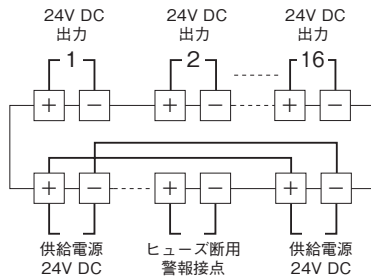 24V DC 24V DC 24V DC
出力 出力 出力
1 2 16
+ − + − + −
+ − + − + −
供給電源 ヒューズ断用 供給電源
24V DC 警報接点 24V DC